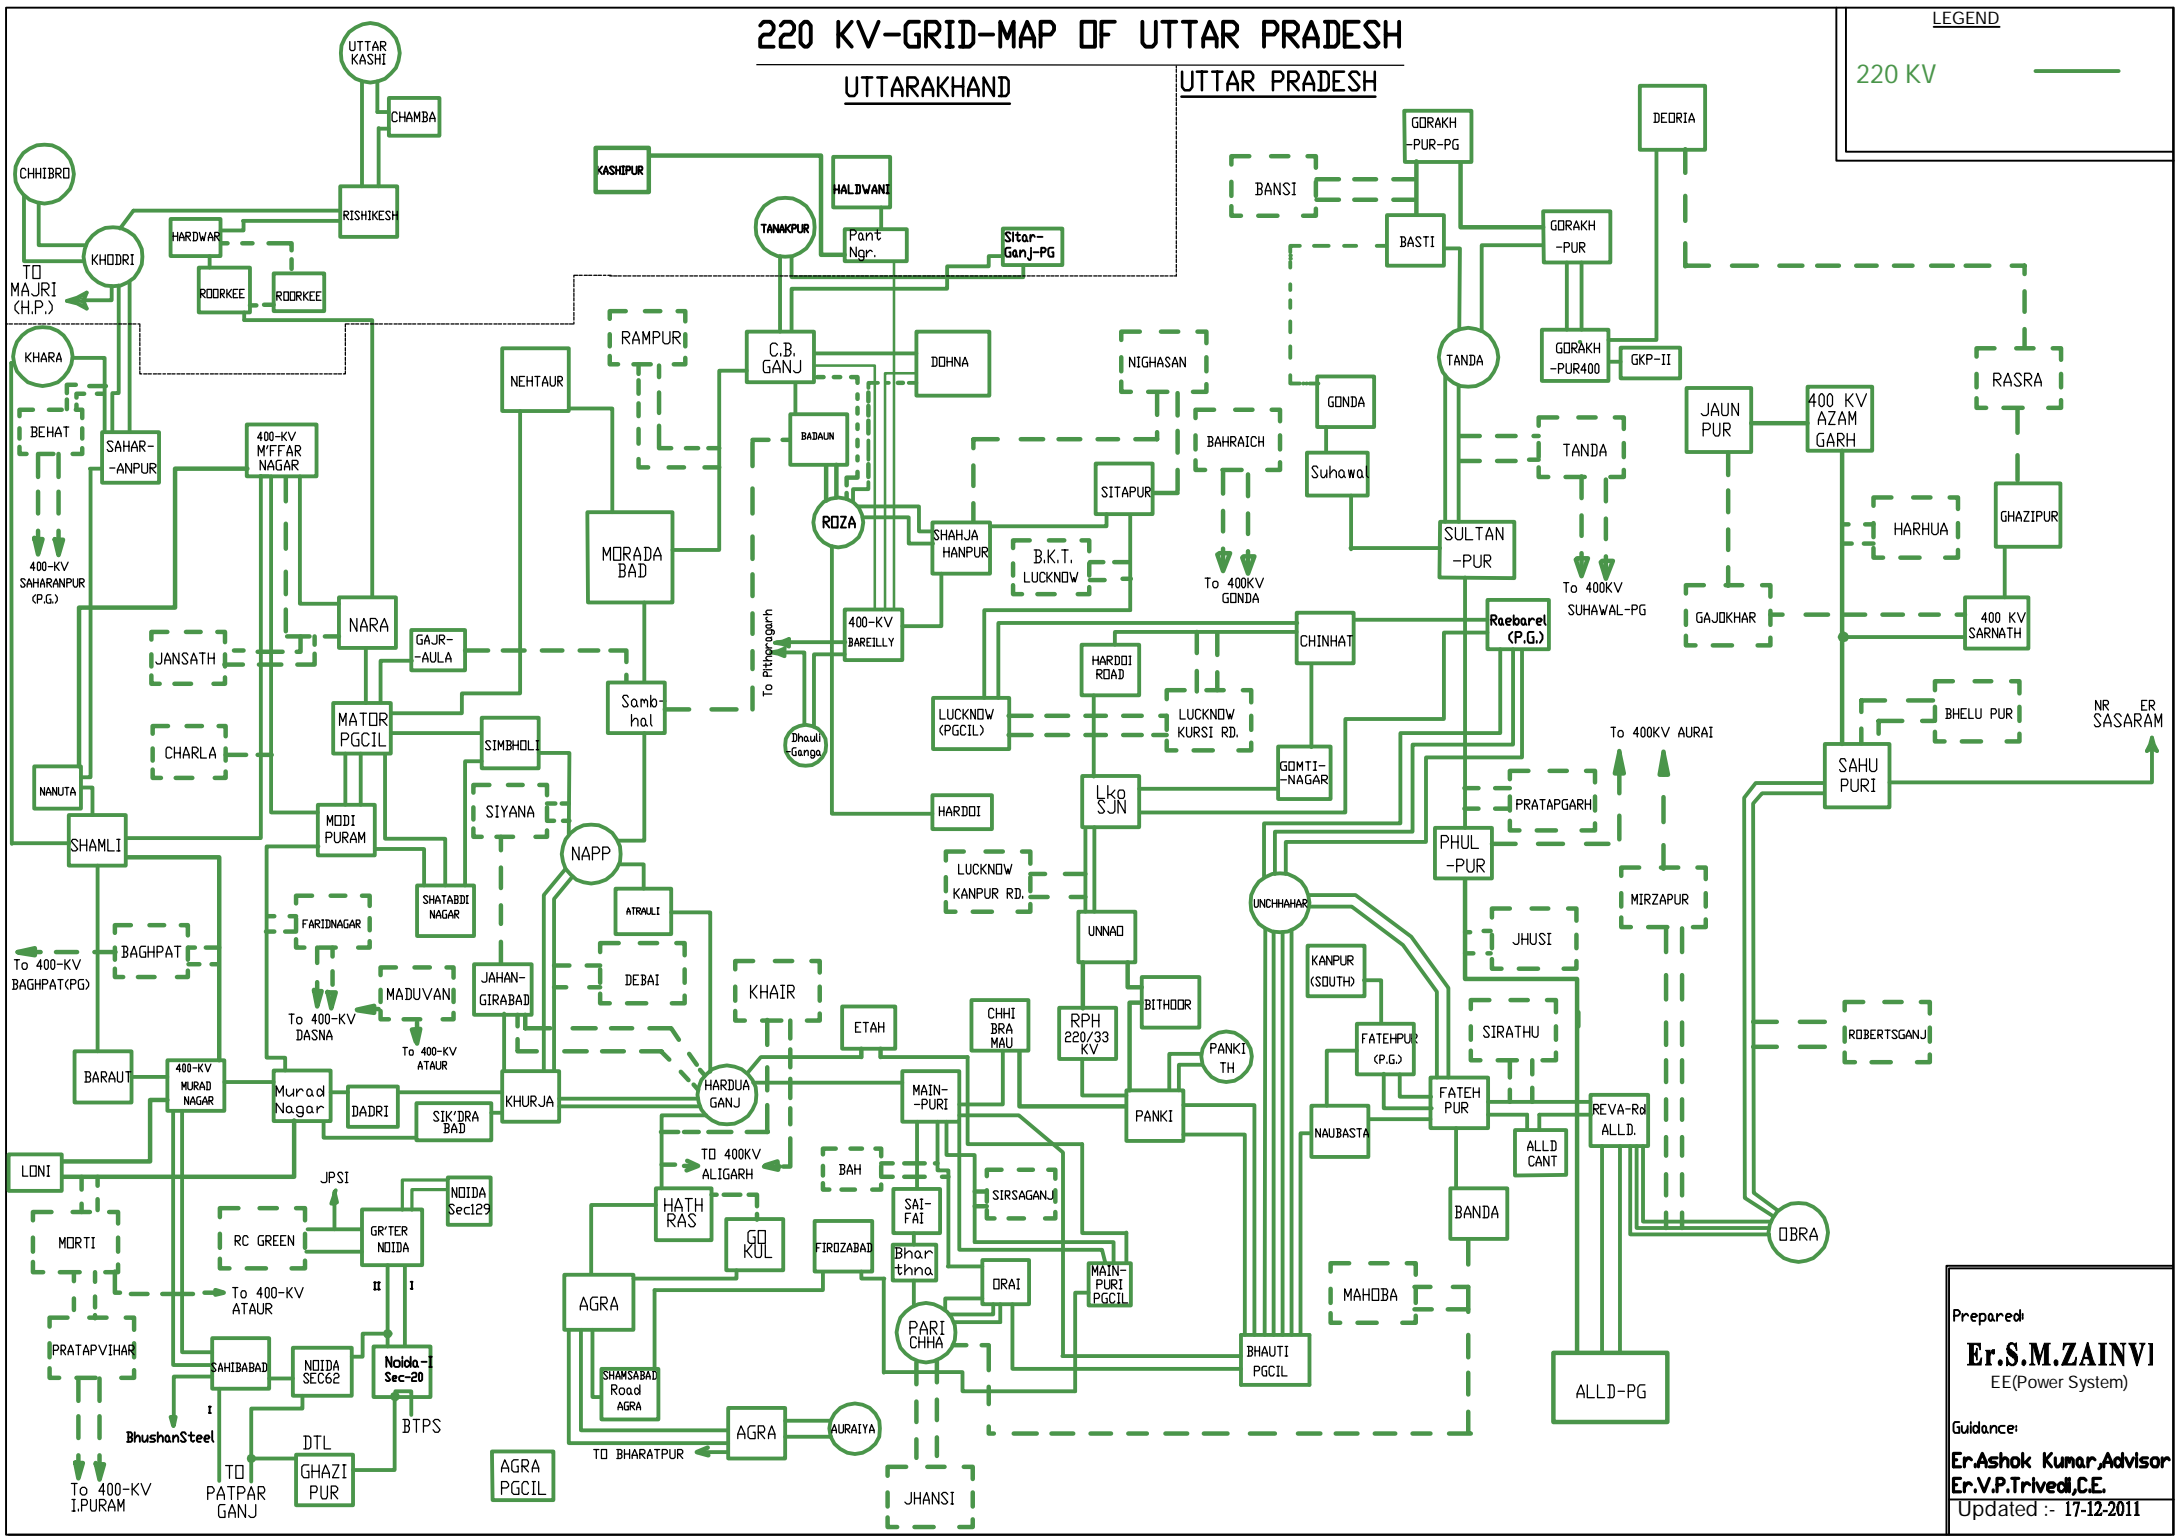 220 KV-GRID-MAP OF UTTAR PRADESH
UTTARAKHAND
UTTAR PRADESH
LEGEND
220 KV
UTTAR
KASHI
CHAMBA
CHHIBRO
RISHIKESH
HARDWAR
KHODRI
ROORKEE
ROORKEE
TO
MAJRI
(H.P.)
KASHIPUR
HALDWANI
TANAKPUR
Pant
Ngr.
Sitar-
Ganj-PG
BANSI
GORAKH
-PUR-PG
BASTI
GORAKH
-PUR
DEORIA
KHARA
BEHAT
SAHAR-
-ANPUR
400-KV
M'FFAR
NAGAR
NEHTAUR
RAMPUR
C.B.
GANJ
DOHNA
BADAUN
NIGHASAN
BAHRAICH
GONDA
TANDA
GORAKH
-PUR400
GKP-II
JAUN
PUR
400 KV
AZAM
GARH
RASRA
Suhawal
TANDA
HARHUA
GHAZIPUR
400-KV
SAHARANPUR
(P.G.)
MORADA
BAD
ROZA
SHAHJA
HANPUR
SITAPUR
B.K.T.
LUCKNOW
To 400KV
GONDA
SULTAN
-PUR
To 400KV
SUHAWAL-PG
GAJOKHAR
400 KV
SARNATH
NARA
GAJR-
-AULA
JANSATH
400-KV
BAREILLY
To Pithoragarh
CHINHAT
Raebarel
(P.G.)
HARDOI
ROAD
MATOR
PGCIL
Samb-
hal
LUCKNOW
(PGCIL)
LUCKNOW
KURSI RD.
BHELU PUR
NR ER
SASARAM
CHARLA
SIMBHOLI
Dhauli
-Ganga
GOMTI-
-NAGAR
To 400KV AURAI
SAHU
PURI
NANUTA
SIYANA
HARDOI
Lko
SJN
PRATAPGARH
SHAMLI
MODI
PURAM
NAPP
PHUL
-PUR
LUCKNOW
KANPUR RD.
UNCHHAHAR
MIRZAPUR
SHATABDI
NAGAR
ATRAULI
UNNAO
JHUSI
FARIDNAGAR
BAGHPAT
To 400-KV
BAGHPAT(PG)
MADUVAN
JAHAN-
GIRABAD
DEBAI
KHAIR
KANPUR
(SOUTH)
BITHOOR
To 400-KV
DASNA
To 400-KV
ATAUR
ETAH
CHHI
BRA
MAU
RPH
220/33
KV
PANKI
TH
FATEHPUR
(P.G.)
SIRATHU
ROBERTSGANJ
BARAUT
400-KV
MURAD
NAGAR
Murad
Nagar
DADRI
SIK'DRA
BAD
KHURJA
HARDUA
GANJ
MAIN-
-PURI
PANKI
NAUBASTA
FATEH
PUR
REVA-Rd
ALLD.
ALLD
CANT
LONI
JPSI
NOIDA
Sec129
TO 400KV
ALIGARH
BAH
SAI-
FAI
SIRSAGANJ
BANDA
OBRA
MORTI
RC GREEN
GR'TER
NOIDA
HATH
RAS
GO
KUL
FIROZABAD
Bhar
thna
ORAI
MAIN-
PURI
PGCIL
MAHOBA
II
I
To 400-KV
ATAUR
AGRA
PARI
CHHA
BHAUTI
PGCIL
PRATAPVIHAR
SAHIBABAD
NOIDA
SEC62
Noida-I
Sec-20
SHAMSABAD
Road
AGRA
ALLD-PG
I
BhushanSteel
BTPS
AGRA
AURAIYA
TO BHARATPUR
DTL
GHAZI
PUR
TO
PATPAR
GANJ
To 400-KV
I.PURAM
AGRA
PGCIL
JHANSI
Prepared:
Er.S.M.ZAINVI
EE(Power System)
Guidance:
Er.Ashok Kumar,Advisor
Er.V.P.Trivedi,C.E.
Updated :- 17-12-2011